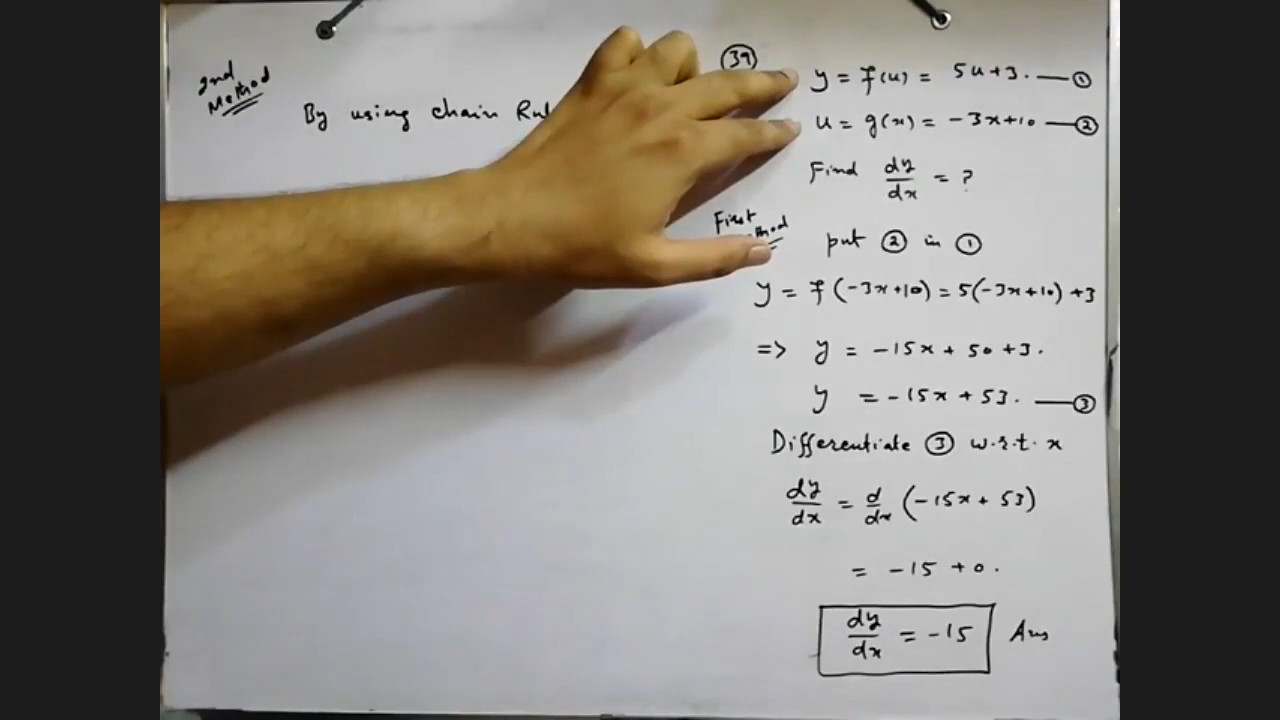 2nd
Method
By using chain
39
y = f(u) = 5u+3. — ①
u = g(x) = -3x+10 — ②
Find dy/dx = ?
First
put ② in ①
y = f(-3x+10) = 5(-3x+10)+3
=> y = -15x + 50 +3.
y = -15x + 53. — ③
Differentiate ③ w.r.t. x
dy/dx = d/dx (-15x + 53)
= -15 + 0.
dy/dx = -15 Ans